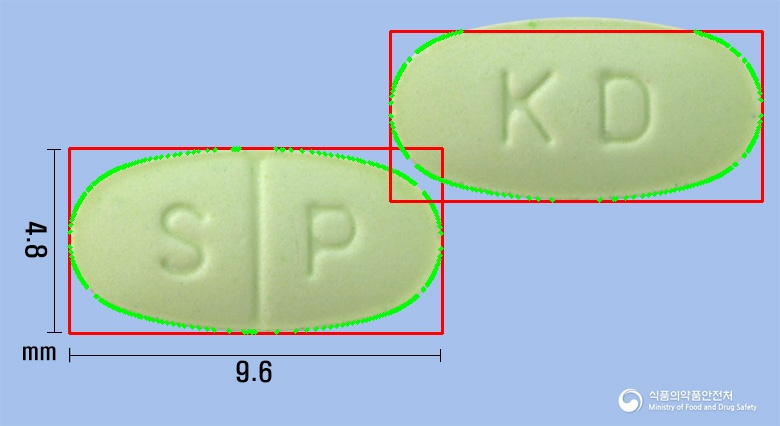 K D
S P
4.8
mm
9.6
식품의약품안전처
Ministry of Food and Drug Safety